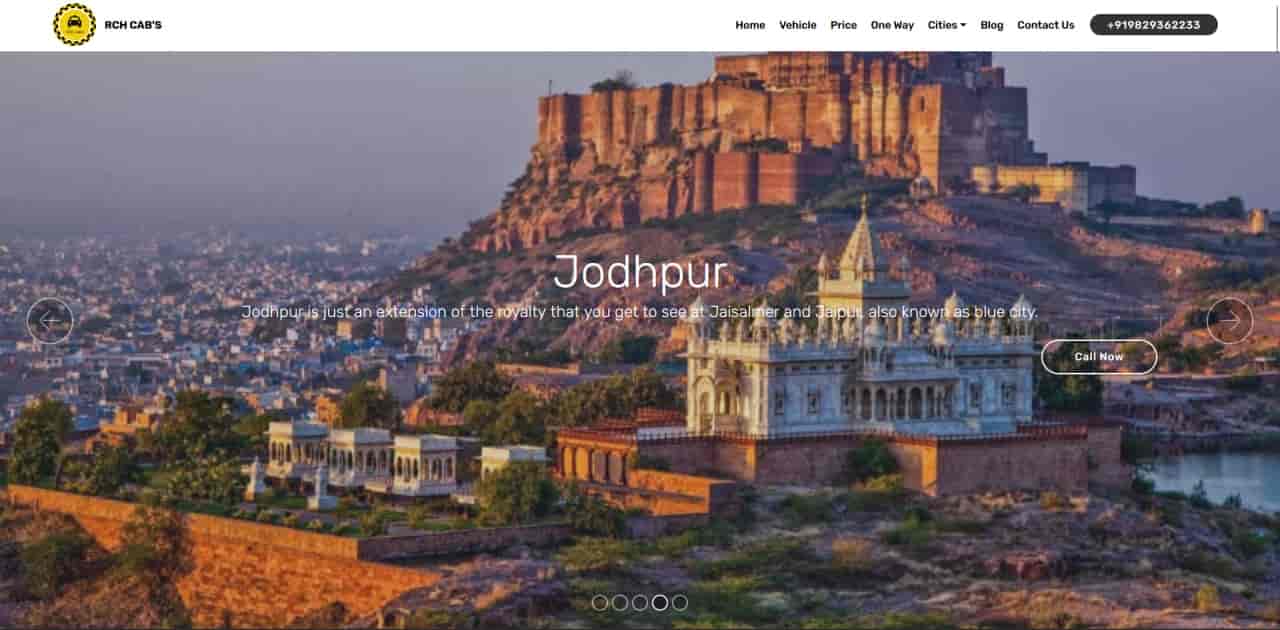 RCH CAB'S
Home Vehicle Price One Way Cities Blog Contact Us +919829362233
Jodhpur
Jodhpur is just an extension of the royalty that you get to see at Jaisalmer and Jaipur, also known as blue city.
Call Now